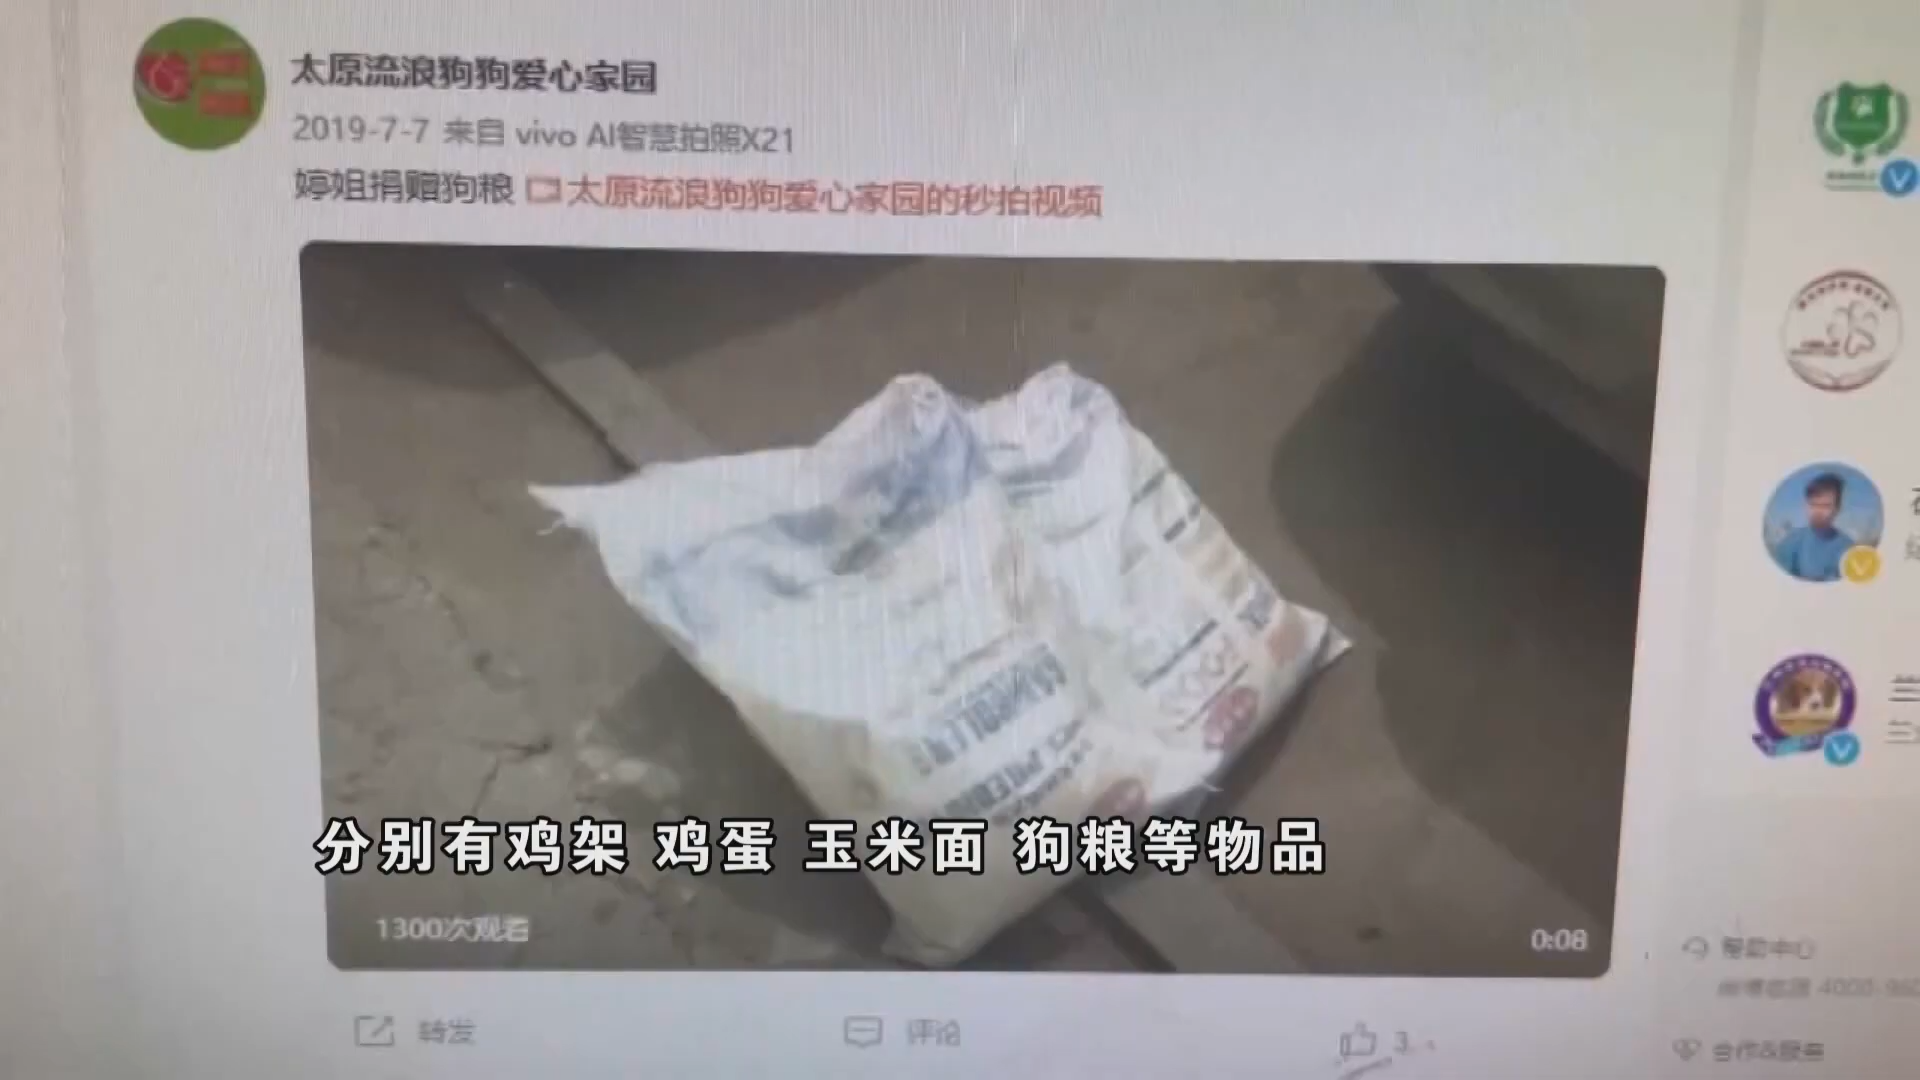 太原流浪狗狗爱心家园
2019-7-7 来自 vivo AI智慧拍照X21
婷姐捐赠狗粮 太原流浪狗狗爱心家园的秒拍视频
分别有鸡架 鸡蛋 玉米面 狗粮等物品
1300次观看
0:08
转发
评论
3
合作&服务